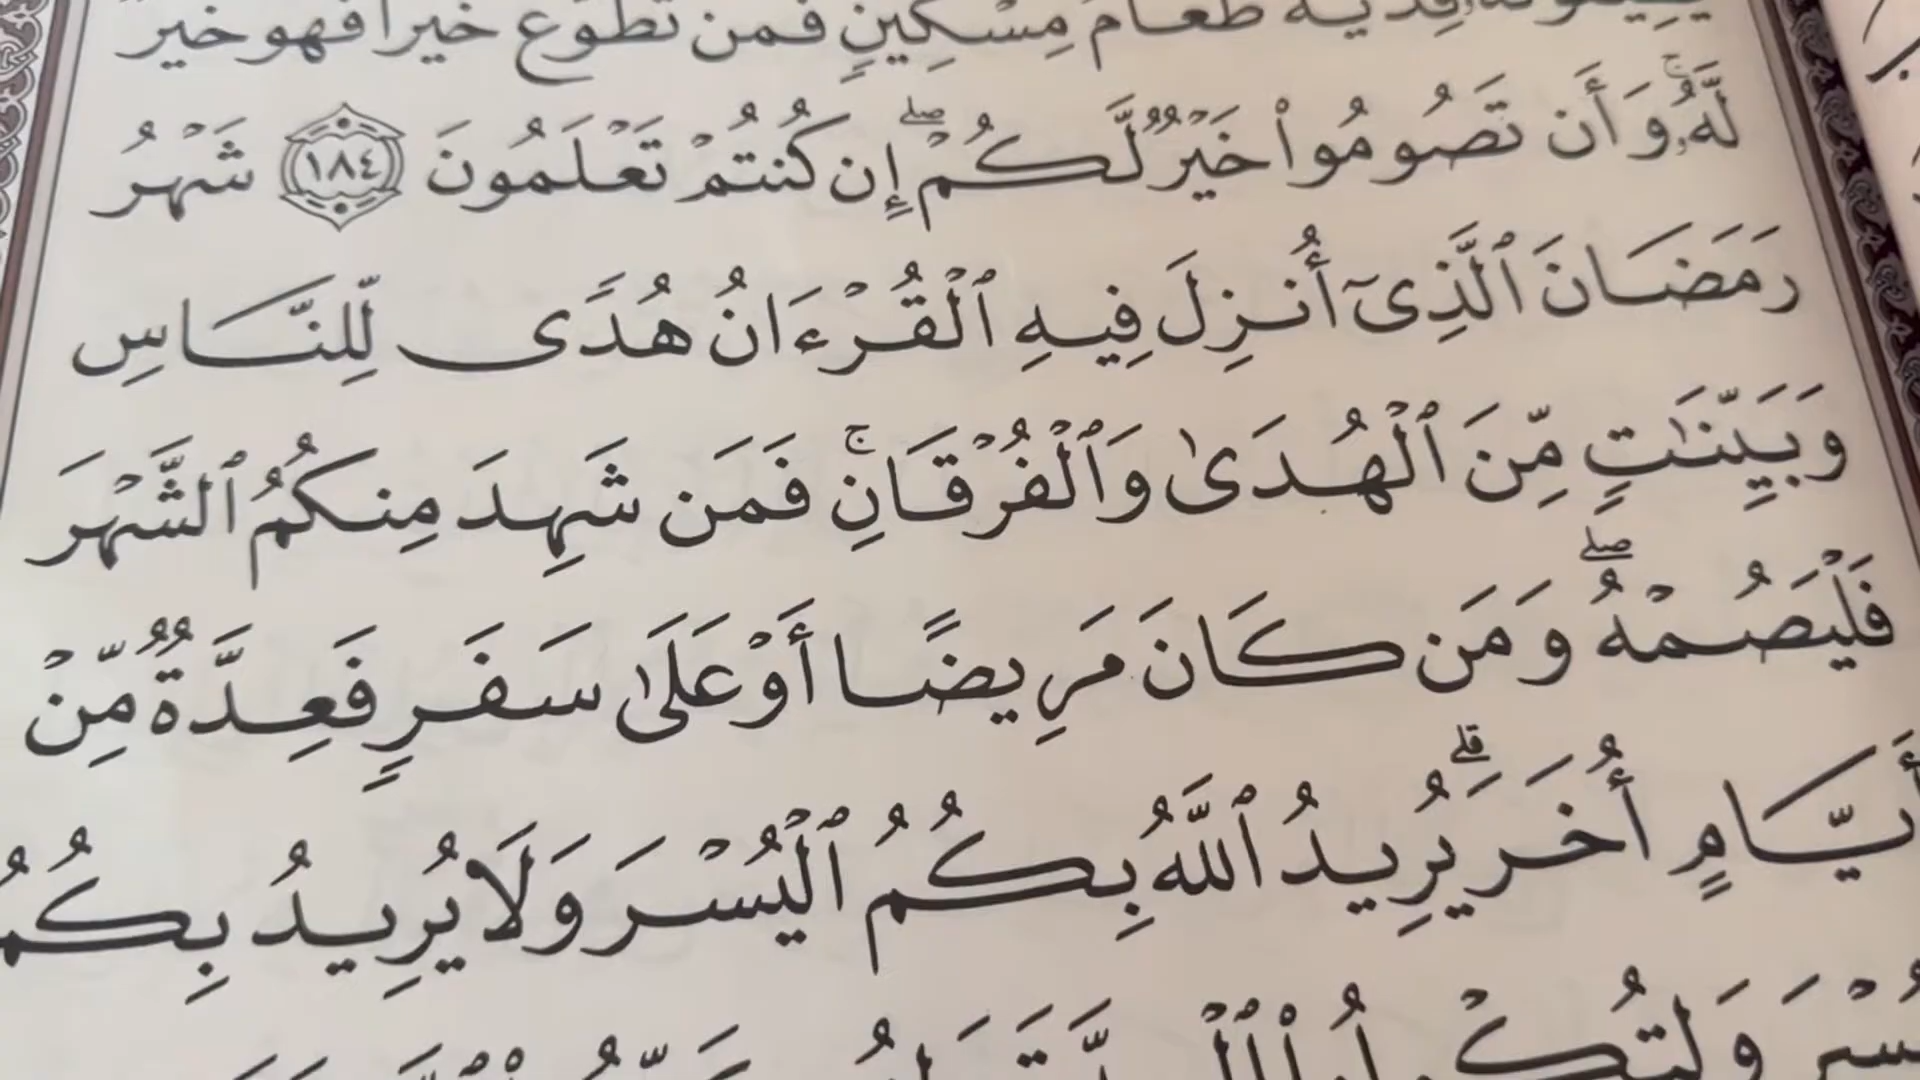 فِدْيَةٌ طَعَامُ مِسْكِينٍ فَمَن تَطَوَّعَ خَيْرًا فَهُوَ خَيْرٌ
لَّهُۥ وَأَن تَصُومُوا۟ خَيْرٌ لَّكُمْ ۖ إِن كُنتُمْ تَعْلَمُونَ ١٨٤ شَهْرُ
رَمَضَانَ ٱلَّذِىٓ أُنزِلَ فِيهِ ٱلْقُرْءَانُ هُدًى لِّلنَّاسِ
وَبَيِّنَـٰتٍ مِّنَ ٱلْهُدَىٰ وَٱلْفُرْقَانِ ۚ فَمَن شَهِدَ مِنكُمُ ٱلشَّهْرَ
فَلْيَصُمْهُ ۖ وَمَن كَانَ مَرِيضًا أَوْ عَلَىٰ سَفَرٍ فَعِدَّةٌ مِّنْ
أَيَّامٍ أُخَرَ ۗ يُرِيدُ ٱللَّهُ بِكُمُ ٱلْيُسْرَ وَلَا يُرِيدُ بِكُمُ